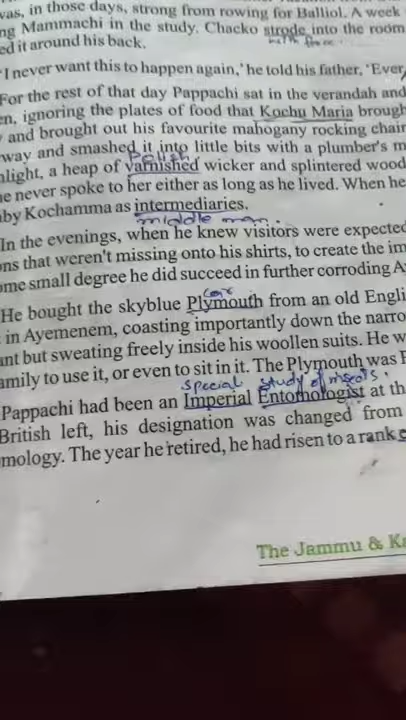 was, in those days, strong from rowing for Balliol. A week
ng Mammachi in the study. Chacko strode into the room
ed it around his back.
'I never want this to happen again,' he told his father, 'Ever
For the rest of that day Pappachi sat in the verandah and
en, ignoring the plates of food that Kochu Maria brough
and brought out his favourite mahogany rocking chair
way and smashed it into little bits with a plumber's m
Polish
nlight, a heap of varnished wicker and splintered wood
e never spoke to her either as long as he lived. When he
by Kochamma as intermediaries.
middle man.
In the evenings, when he knew visitors were expected
ons that weren't missing onto his shirts, to create the im
ome small degree he did succeed in further corroding A
car
He bought the skyblue Plymouth from an old Engli
in Ayemenem, coasting importantly down the narro
ant but sweating freely inside his woollen suits. He w
amily to use it, or even to sit in it. The Plymouth was
special study of insects.
Pappachi had been an Imperial Entomologist at th
British left, his designation was changed from
mology. The year he retired, he had risen to a rank
The Jammu & Ka